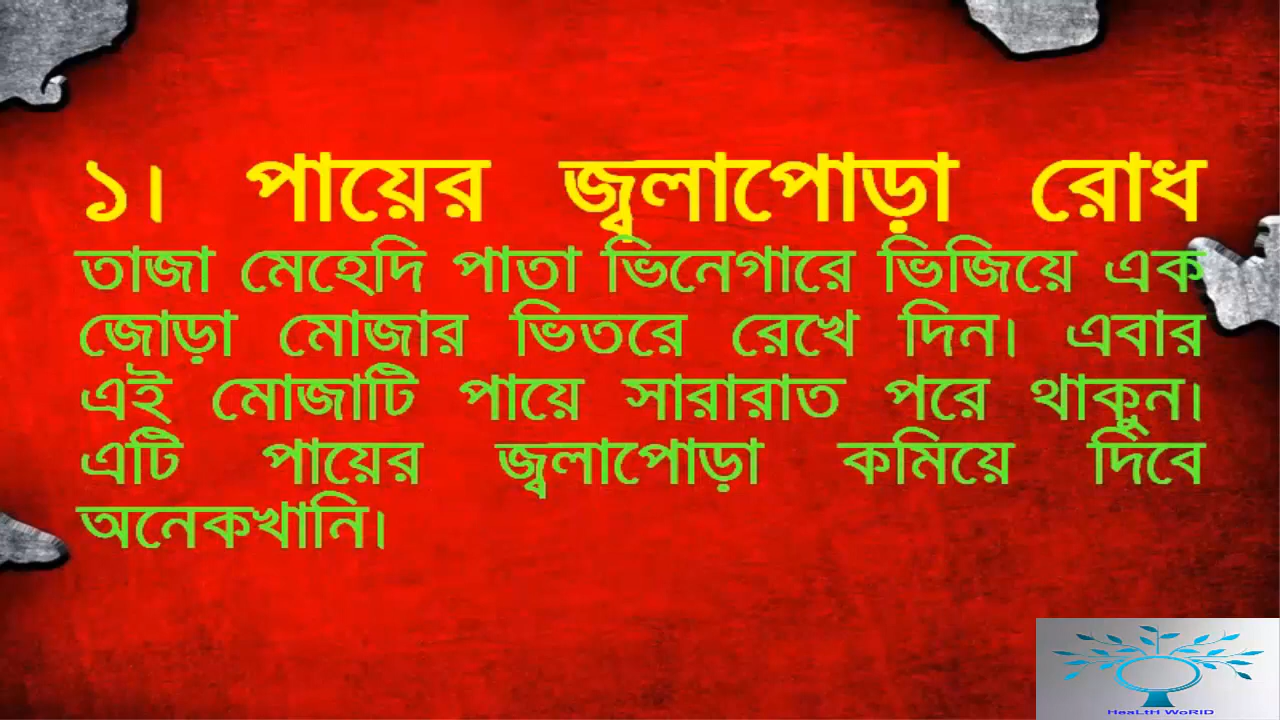 ১। পায়ের জ্বলাপোড়া রোধ
তাজা মেহেদি পাতা ভিনেগারে ভিজিয়ে এক
জোড়া মোজার ভিতরে রেখে দিন। এবার
এই মোজাটি পায়ে সারারাত পরে থাকুন।
এটি পায়ের জ্বলাপোড়া কমিয়ে দিবে
অনেকখানি।
HeaLtH WoRlD